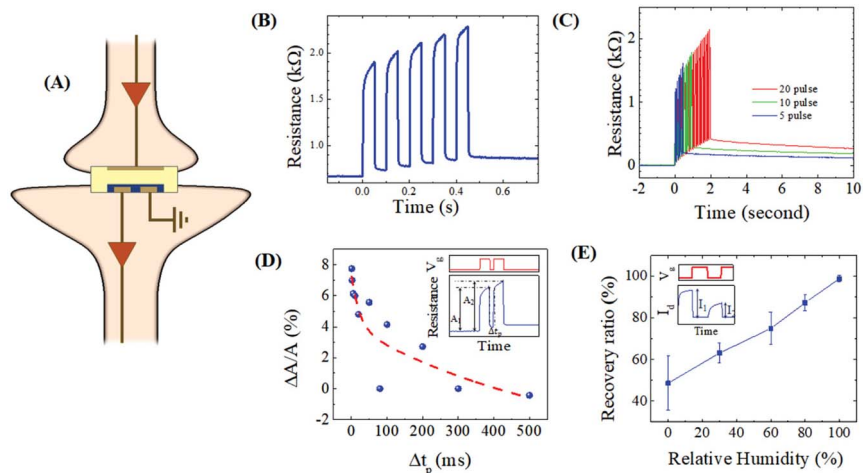 (A)
(B)
Resistance (kΩ)
2.0
1.5
1.0
0.0 0.2 0.4 0.6
Time (s)
(C)
Resistance (kΩ)
2
1
0
20 pulse
10 pulse
5 pulse
0 2 4 6 8 10
Time (second)
(D)
ΔA/A (%)
8
6
4
2
0
-2
0 100 200 300 400 500
Δtp (ms)
Vg
Resistance
A1
A2
Δtp
Time
(E)
Recovery ratio (%)
100
80
60
40
0 20 40 60 80 100
Relative Humidity (%)
Vg
Id
I1
Time